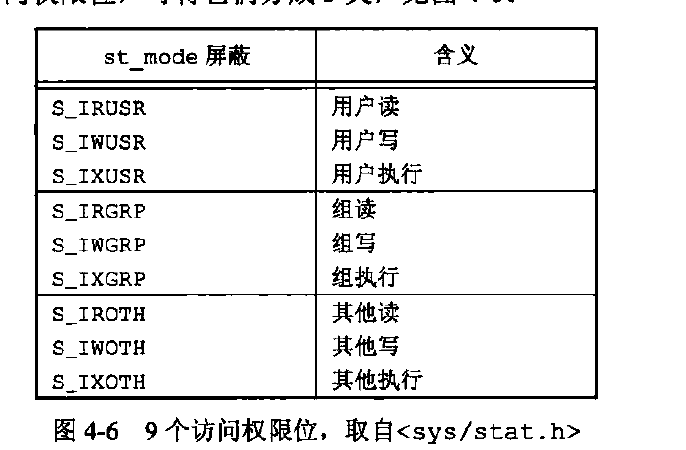 st_mode 屏蔽 含义
S_IRUSR 用户读
S_IWUSR 用户写
S_IXUSR 用户执行
S_IRGRP 组读
S_IWGRP 组写
S_IXGRP 组执行
S_IROTH 其他读
S_IWOTH 其他写
S_IXOTH 其他执行
图 4-6 9 个访问权限位，取自<sys/stat.h>